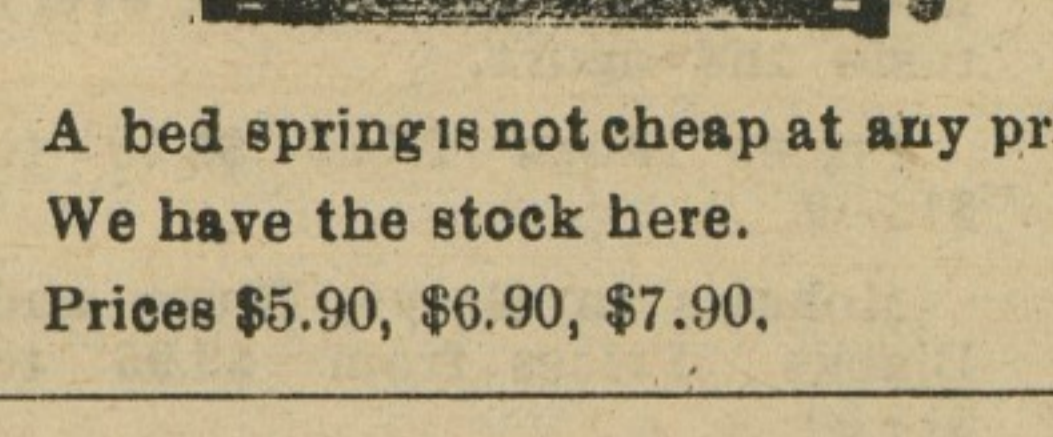 A bed spring is not cheap at any pr
We have the stock here.
Prices $5.90, $6.90, $7.90.